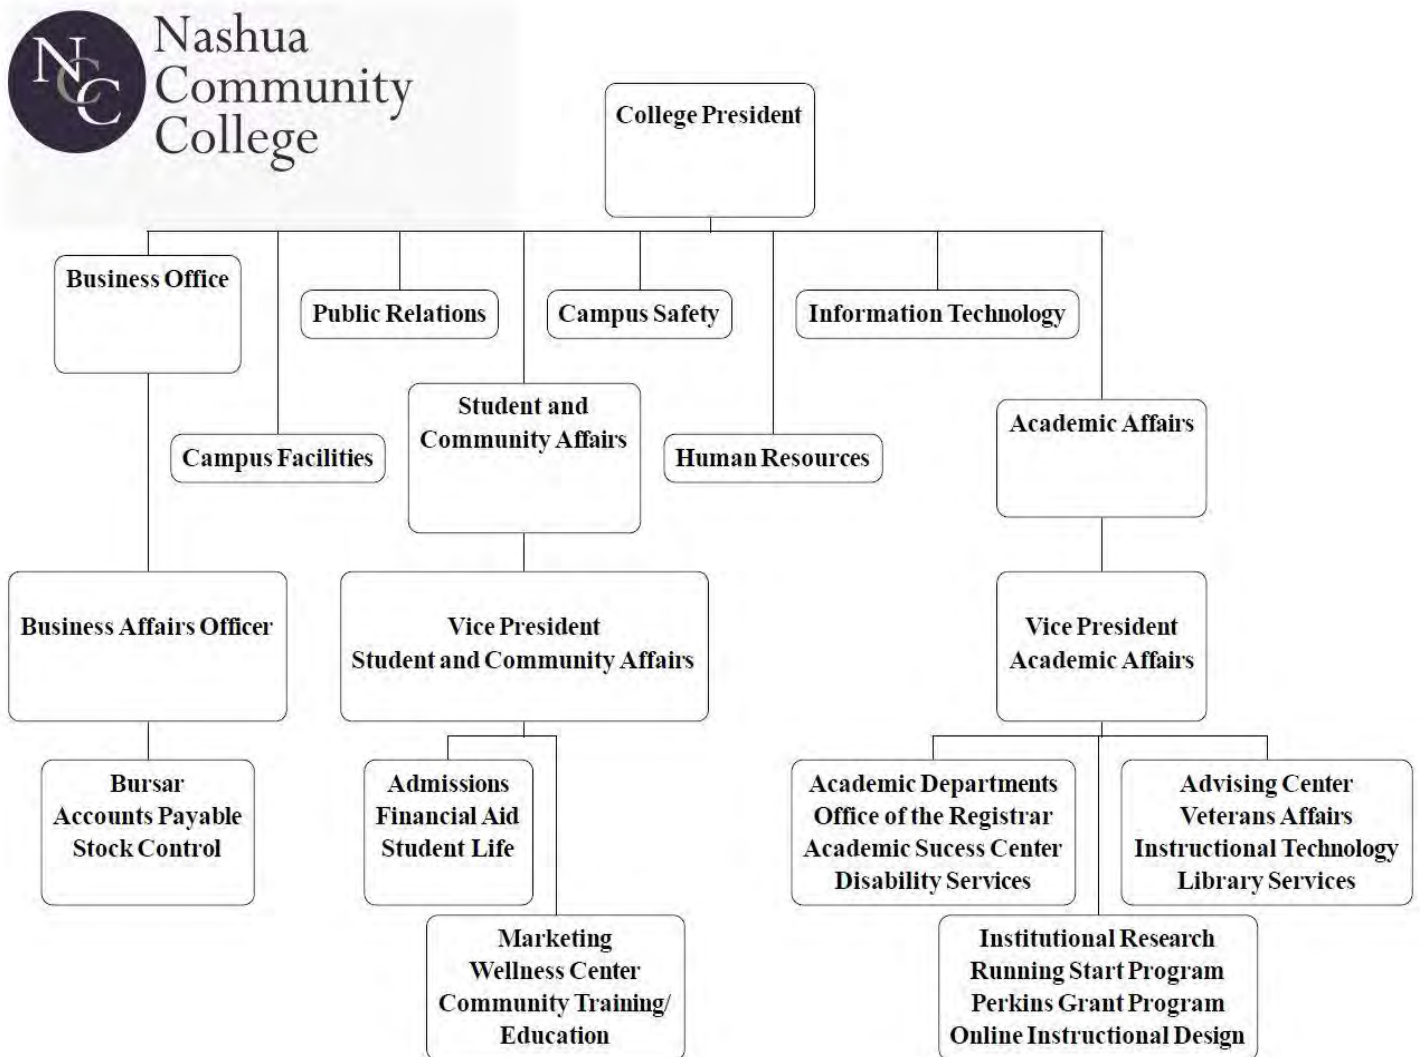 NCC
Nashua
Community
College
College President
Business Office
Public Relations
Campus Safety
Information Technology
Campus Facilities
Student and
Community Affairs
Human Resources
Academic Affairs
Business Affairs Officer
Vice President
Student and Community Affairs
Vice President
Academic Affairs
Bursar
Accounts Payable
Stock Control
Admissions
Financial Aid
Student Life
Marketing
Wellness Center
Community Training/
Education
Academic Departments
Office of the Registrar
Academic Sucess Center
Disability Services
Institutional Research
Running Start Program
Perkins Grant Program
Online Instructional Design
Advising Center
Veterans Affairs
Instructional Technology
Library Services